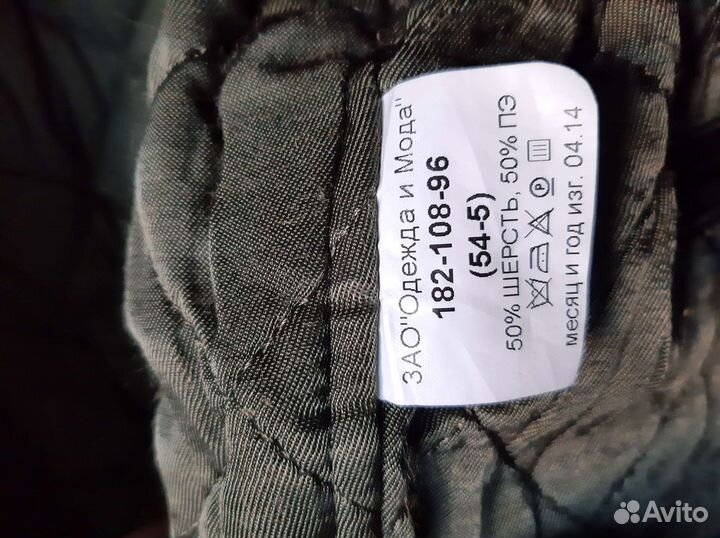 ЗАО"Одежда и Мода"
182-108-96
(54-5)
50% ШЕРСТЬ, 50% ПЭ
P
месяц и год изг. 04.14
Avito